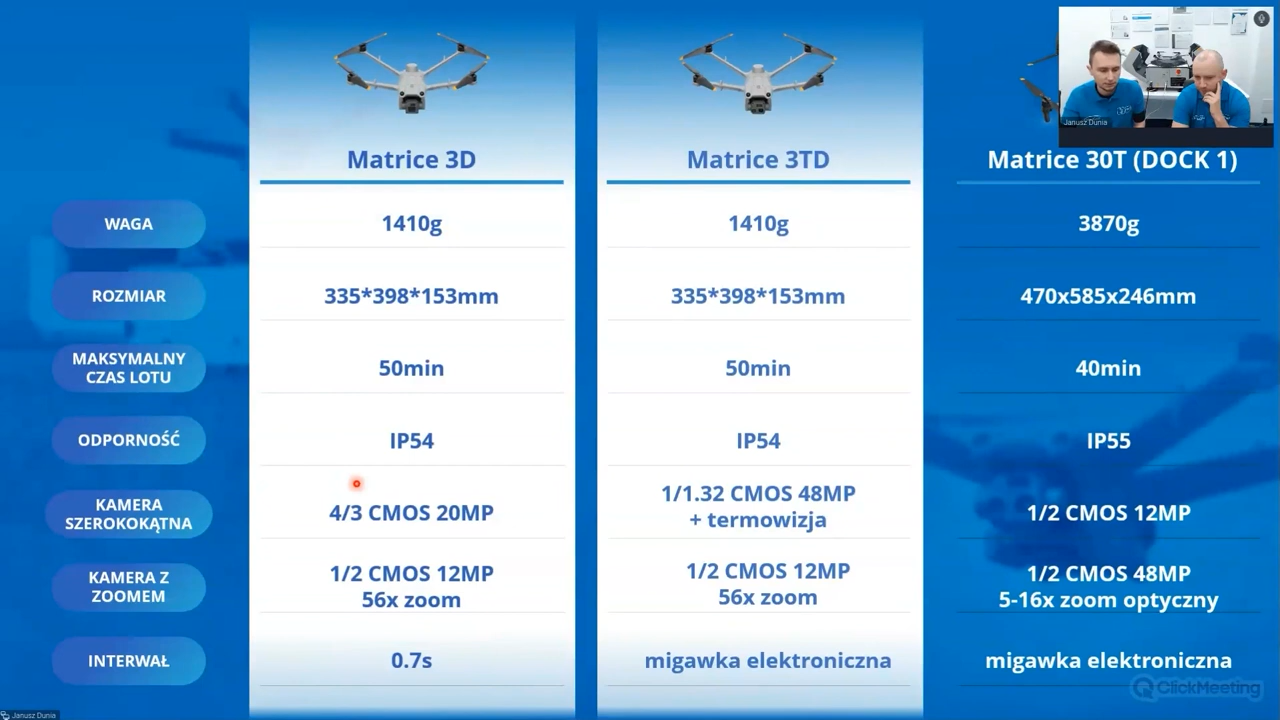 Janusz Dunia
Matrice 3D
Matrice 3TD
Matrice 30T (DOCK 1)
WAGA
1410g
1410g
3870g
ROZMIAR
335*398*153mm
335*398*153mm
470x585x246mm
MAKSYMALNY
CZAS LOTU
50min
50min
40min
ODPORNOŚĆ
IP54
IP54
IP55
KAMERA
SZEROKOKĄTNA
4/3 CMOS 20MP
1/1.32 CMOS 48MP
+ termowizja
1/2 CMOS 12MP
KAMERA Z
ZOOMEM
1/2 CMOS 12MP
56x zoom
1/2 CMOS 12MP
56x zoom
1/2 CMOS 48MP
5-16x zoom optyczny
INTERWAŁ
0.7s
migawka elektroniczna
migawka elektroniczna
ClickMeeting
Janusz Dunia